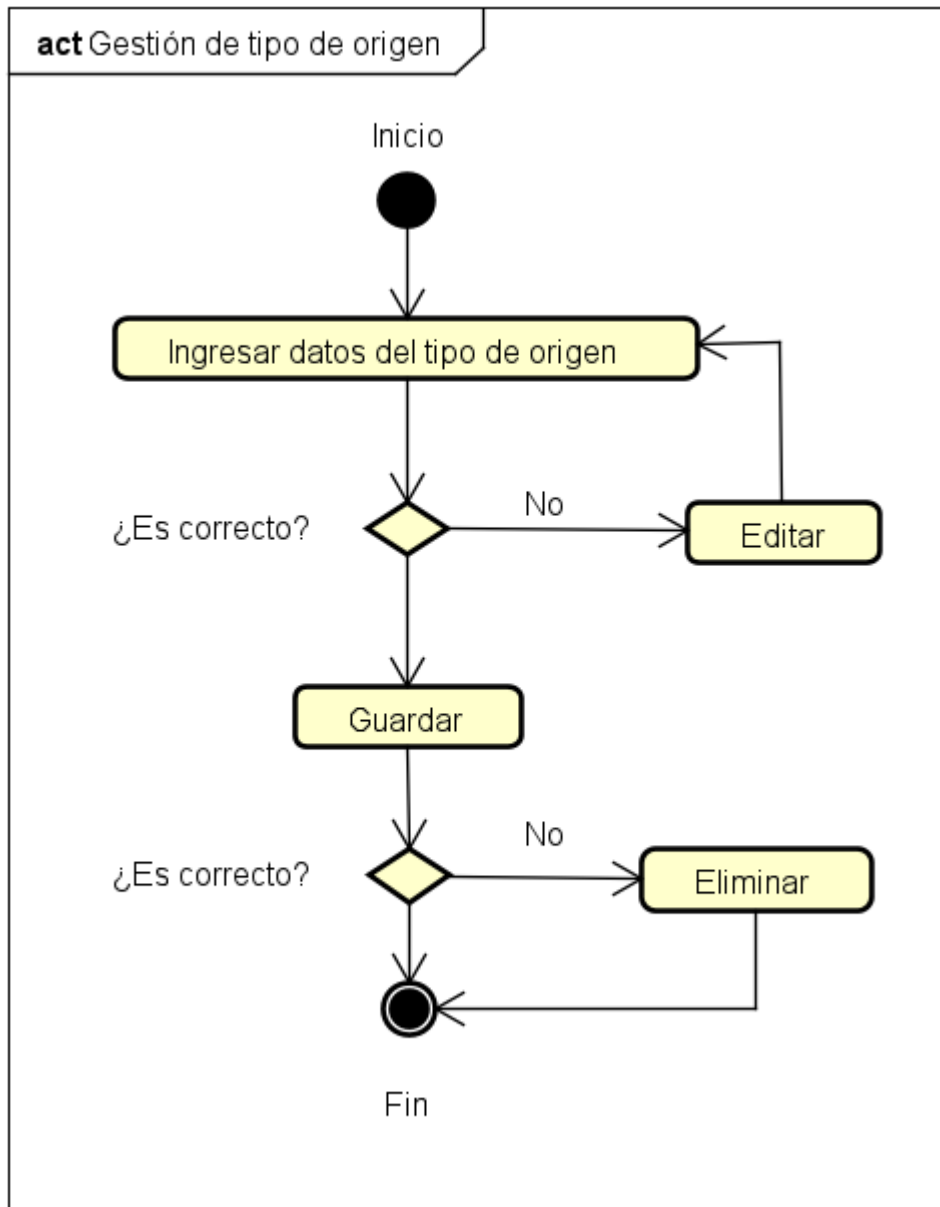 act Gestión de tipo de origen
Inicio
Ingresar datos del tipo de origen
¿Es correcto?
No
Editar
Guardar
¿Es correcto?
No
Eliminar
Fin